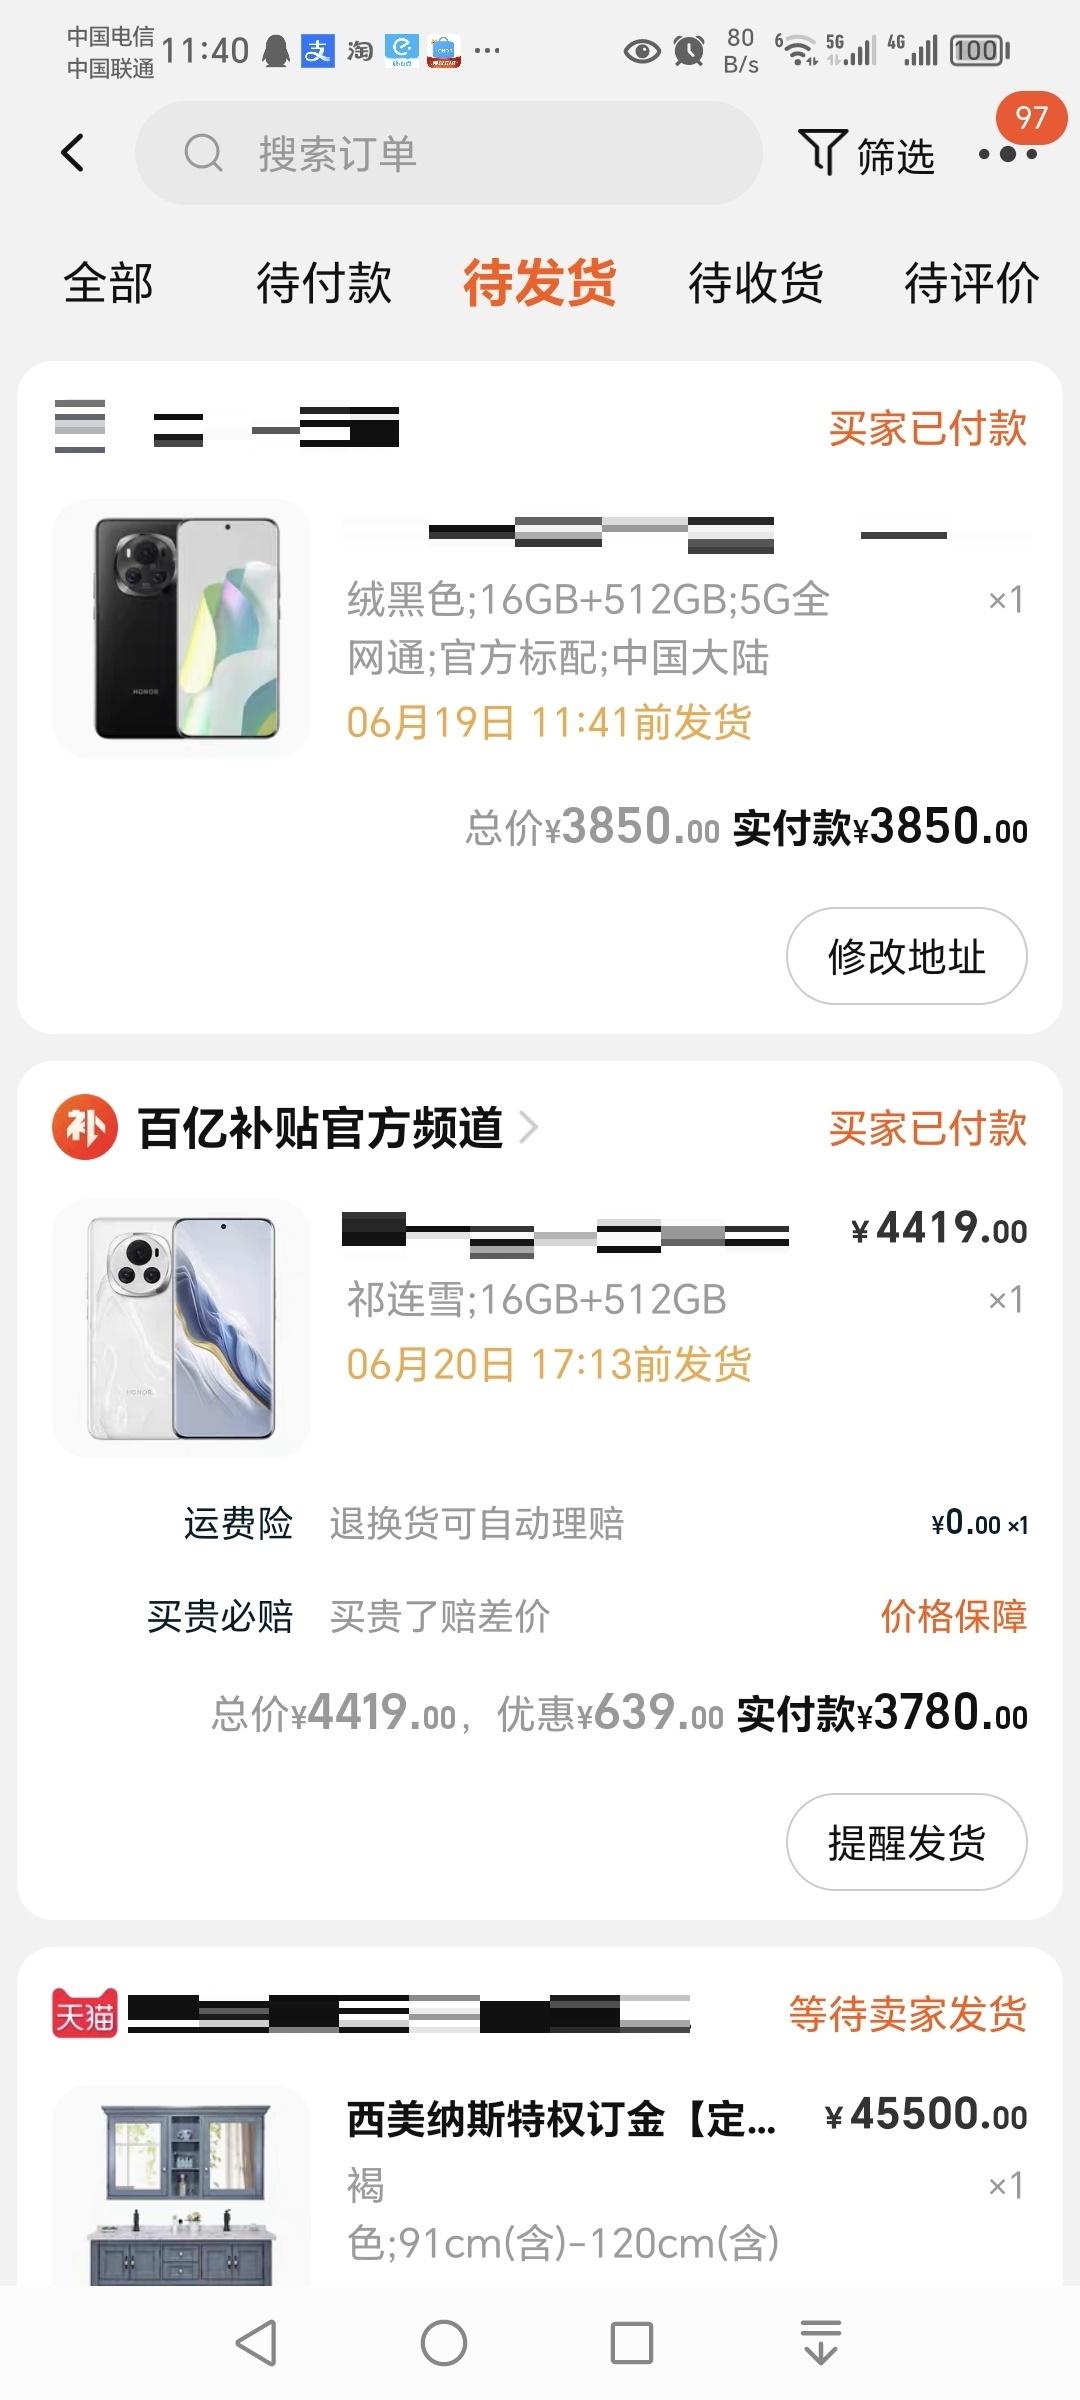 中国电信
中国联通
11:40
支
淘
80
B/s
6
5G
4G
100
搜索订单
筛选
97
全部
待付款
待发货
待收货
待评价
买家已付款
绒黑色;16GB+512GB;5G全
×1
网通;官方标配;中国大陆
06月19日 11:41前发货
总价¥3850.00 实付款¥3850.00
修改地址
补
百亿补贴官方频道
买家已付款
¥4419.00
祁连雪;16GB+512GB
×1
06月20日 17:13前发货
HONOR
HONOR
运费险 退换货可自动理赔 ¥0.00 ×1
买贵必赔 买贵了赔差价 价格保障
总价¥4419.00，优惠¥639.00 实付款¥3780.00
提醒发货
天猫
等待卖家发货
西美纳斯特权订金【定...
¥45500.00
褐
×1
色;91cm(含)-120cm(含)